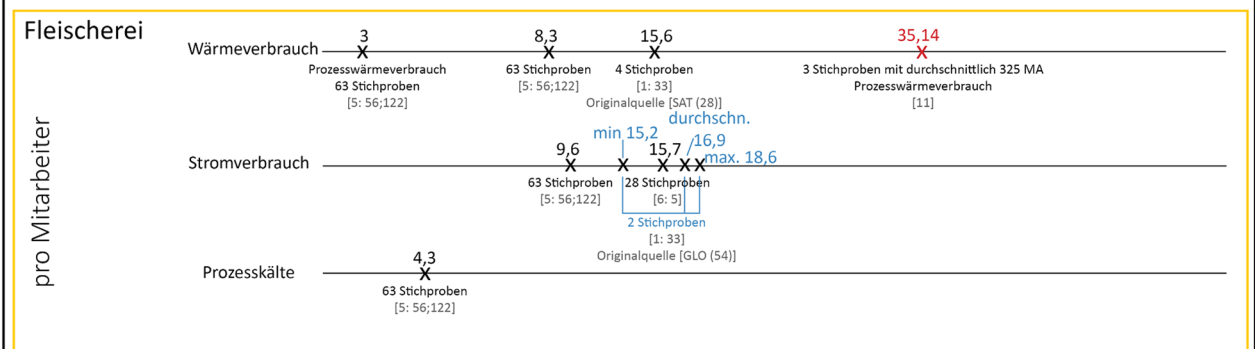 Fleischerei
pro Mitarbeiter
Wärmeverbrauch
3
Prozesswärmeverbrauch
63 Stichproben
[5: 56;122]
8,3
63 Stichproben
[5: 56;122]
15,6
4 Stichproben
[1: 33]
Originalquelle [SAT (28)]
35,14
3 Stichproben mit durchschnittlich 325 MA
Prozesswärmeverbrauch
[11]
Stromverbrauch
9,6
63 Stichproben
[5: 56;122]
min 15,2
15,7
28 Stichproben
[6: 5]
durchschn.
16,9
max. 18,6
2 Stichproben
[1: 33]
Originalquelle [GLO (54)]
Prozesskälte
4,3
63 Stichproben
[5: 56;122]